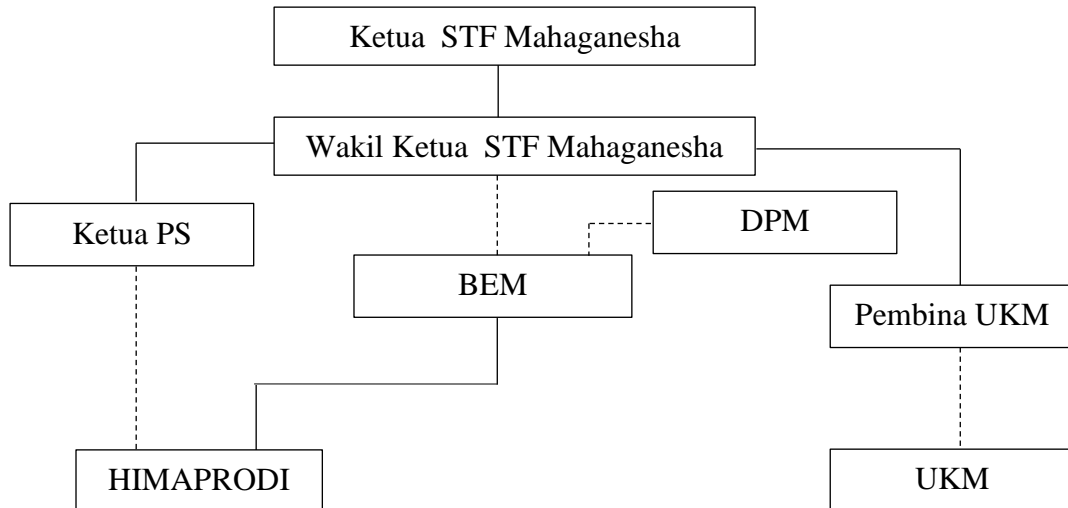 Ketua STF Mahaganesha
Wakil Ketua STF Mahaganesha
Ketua PS
DPM
BEM
Pembina UKM
HIMAPRODI
UKM